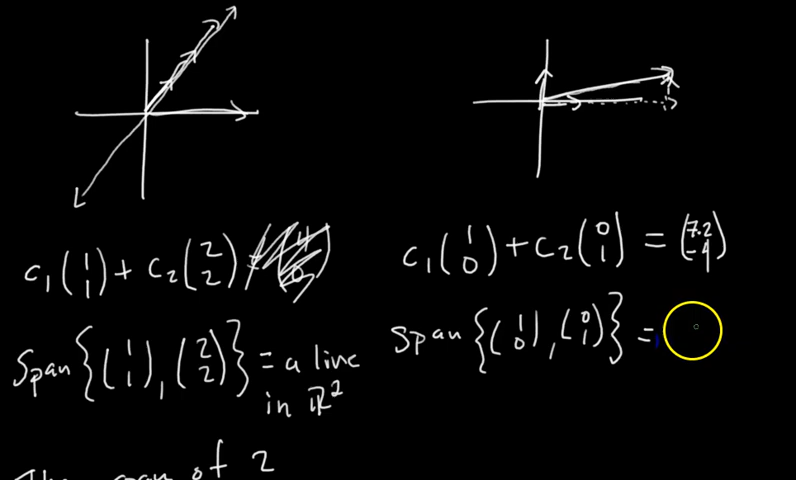 c₁(1 1) + c₂(2 2)
Span{(1 1), (2 2)} = a line
in ℝ²
c₁(1 0) + c₂(0 1) = (7.2 -4)
Span{(1 0), (0 1)} =
The span of 2